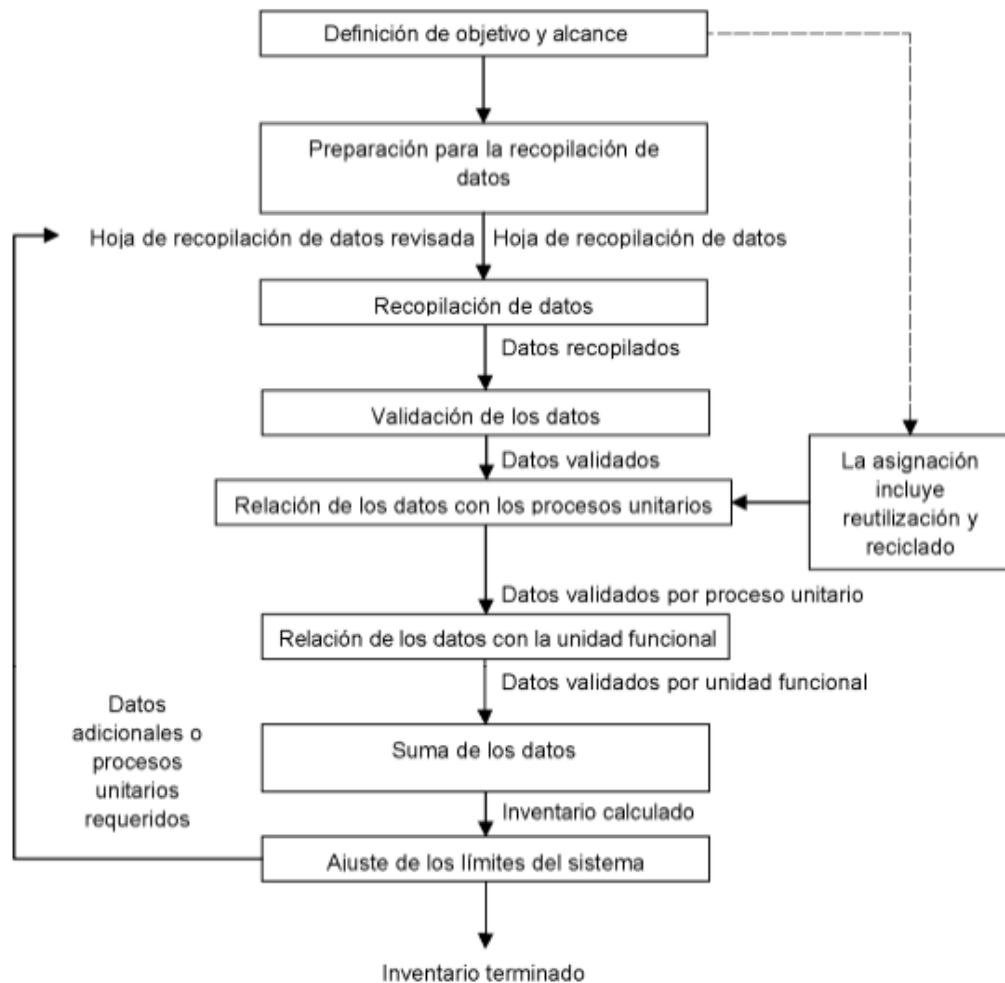 Definición de objetivo y alcance
Preparación para la recopilación de
datos
Hoja de recopilación de datos revisada
Hoja de recopilación de datos
Recopilación de datos
Datos recopilados
Validación de los datos
Datos validados
Relación de los datos con los procesos unitarios
La asignación
incluye
reutilización y
reciclado
Datos validados por proceso unitario
Relación de los datos con la unidad funcional
Datos validados por unidad funcional
Datos
adicionales o
procesos
unitarios
requeridos
Suma de los datos
Inventario calculado
Ajuste de los límites del sistema
Inventario terminado